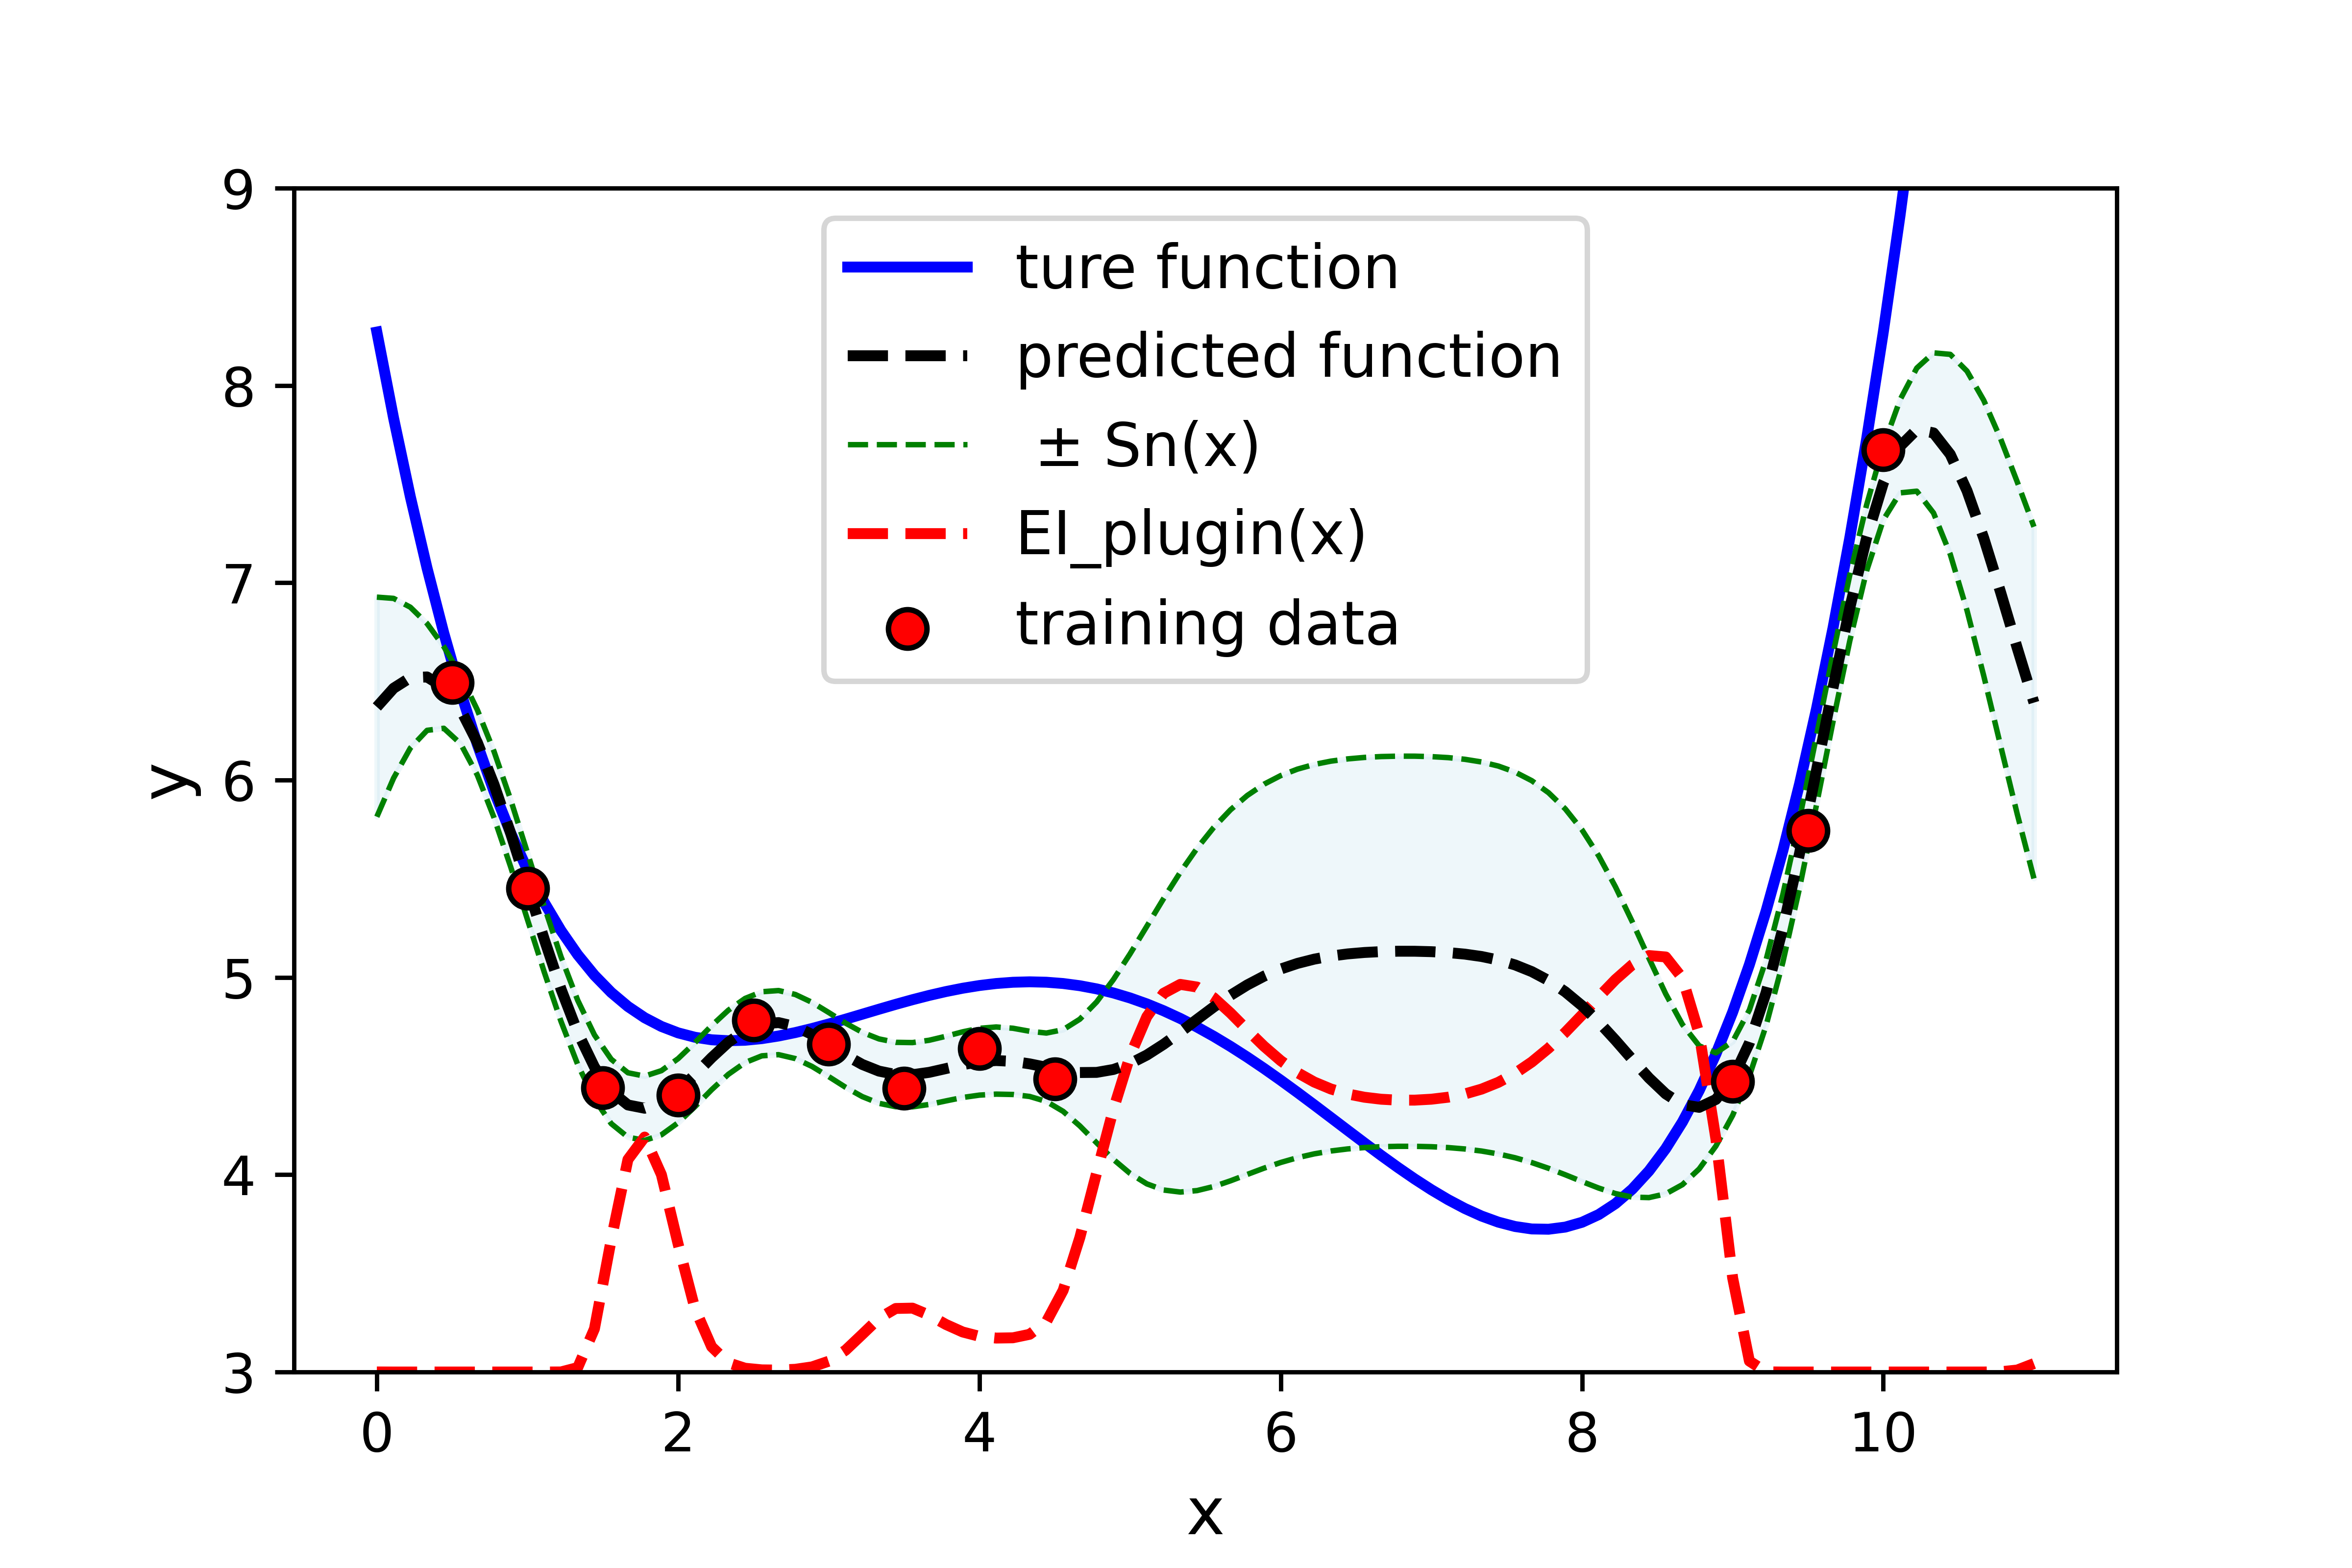 9
8
7
6
5
4
3
y
ture function
predicted function
± Sn(x)
EI_plugin(x)
training data
0 2 4 6 8 10
x